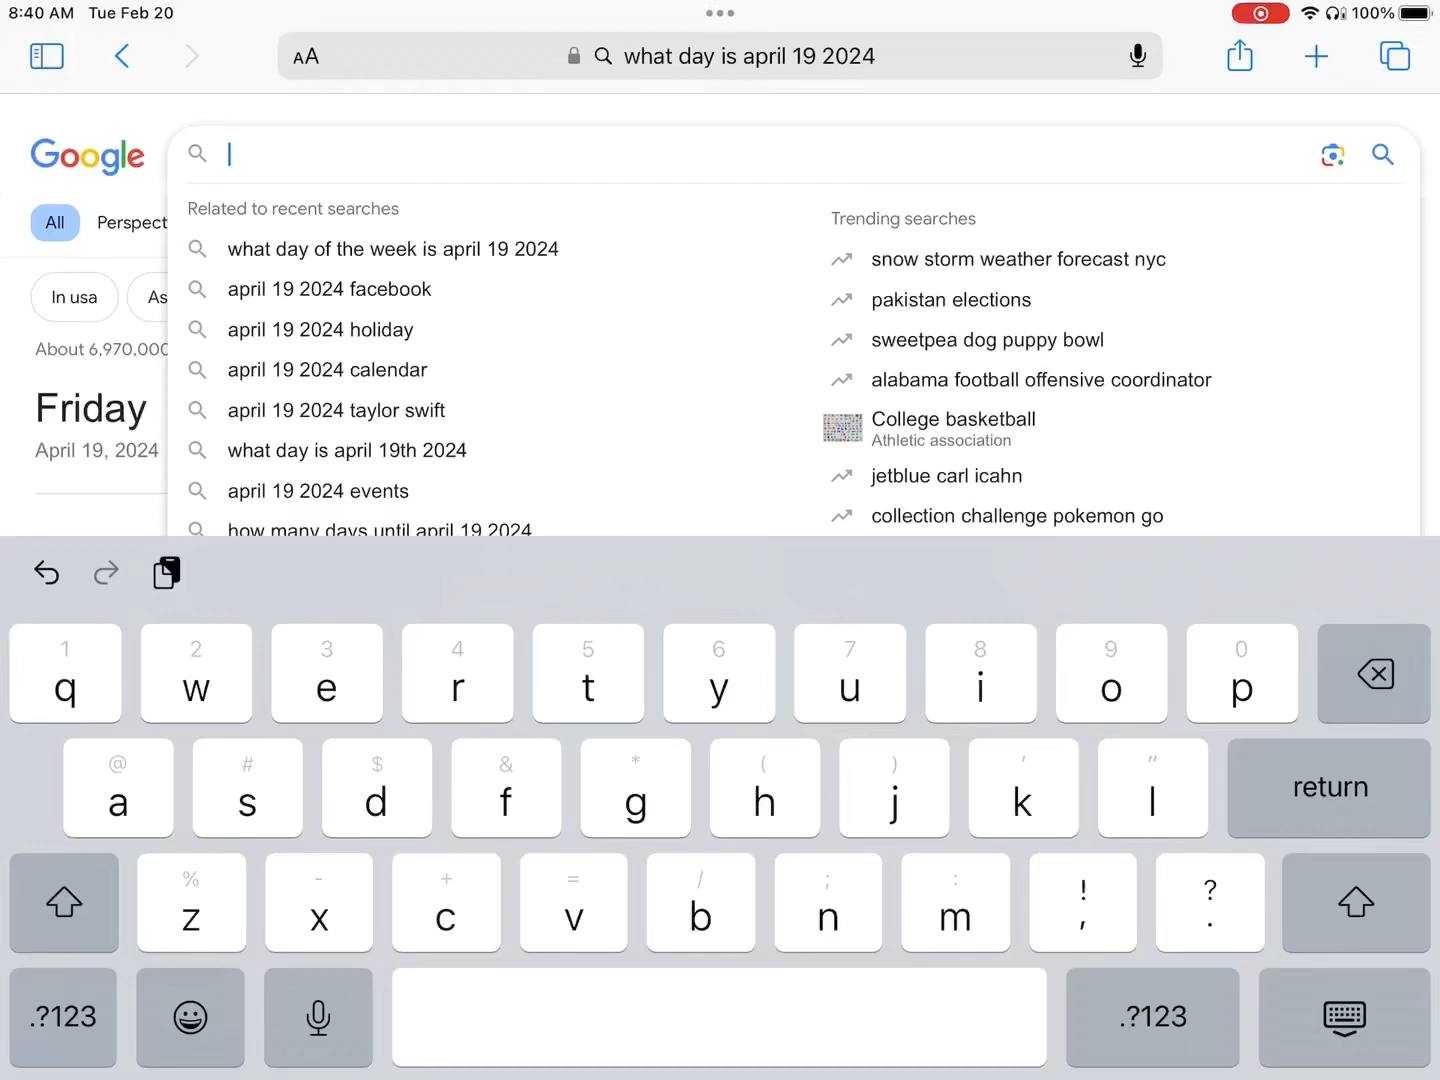 8:40 AM Tue Feb 20
100%
AA
what day is april 19 2024
Google
All
Perspect
In usa
As
About 6,970,000
Friday
April 19, 2024
Related to recent searches
what day of the week is april 19 2024
april 19 2024 facebook
april 19 2024 holiday
april 19 2024 calendar
april 19 2024 taylor swift
what day is april 19th 2024
april 19 2024 events
how many days until april 19 2024
Trending searches
snow storm weather forecast nyc
pakistan elections
sweetpea dog puppy bowl
alabama football offensive coordinator
College basketball
Athletic association
jetblue carl icahn
collection challenge pokemon go
1 2 3 4 5 6 7 8 9 0
q w e r t y u i o p
@ # $ & * ( ) ' "
a s d f g h j k l return
% - + = / ; : ! ?
z x c v b n m , .
.?123 .?123